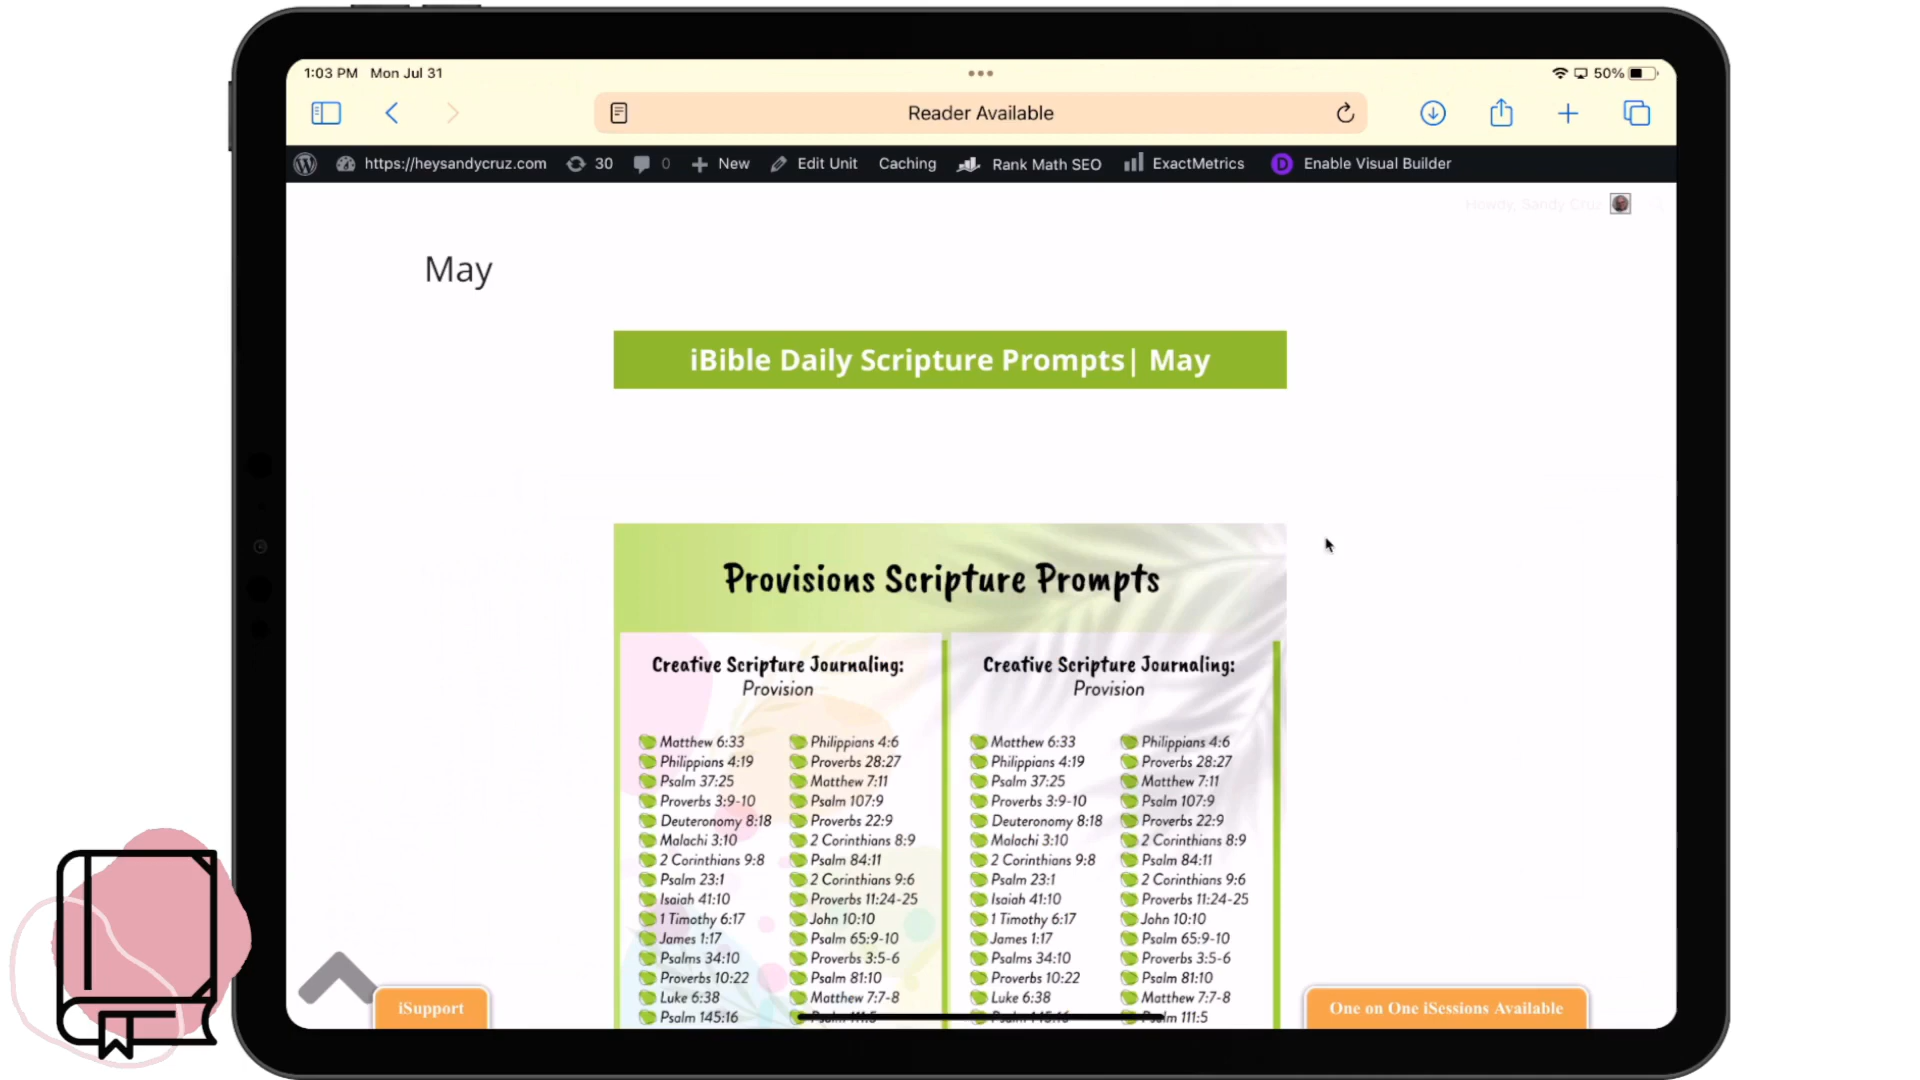 1:03 PM Mon Jul 31
50%
Reader Available
https://heysandycruz.com 30 0 New Edit Unit Caching Rank Math SEO ExactMetrics D Enable Visual Builder
Howdy, Sandy Cruz
May
iBible Daily Scripture Prompts| May
Provisions Scripture Prompts
Creative Scripture Journaling:
Provision
Matthew 6:33
Philippians 4:19
Psalm 37:25
Proverbs 3:9-10
Deuteronomy 8:18
Malachi 3:10
2 Corinthians 9:8
Psalm 23:1
Isaiah 41:10
1 Timothy 6:17
James 1:17
Psalms 34:10
Proverbs 10:22
Luke 6:38
Psalm 145:16
Philippians 4:6
Proverbs 28:27
Matthew 7:11
Psalm 107:9
Proverbs 22:9
2 Corinthians 8:9
Psalm 84:11
2 Corinthians 9:6
Proverbs 11:24-25
John 10:10
Psalm 65:9-10
Proverbs 3:5-6
Psalm 81:10
Matthew 7:7-8
Psalm 111:5
Creative Scripture Journaling:
Provision
Matthew 6:33
Philippians 4:19
Psalm 37:25
Proverbs 3:9-10
Deuteronomy 8:18
Malachi 3:10
2 Corinthians 9:8
Psalm 23:1
Isaiah 41:10
1 Timothy 6:17
James 1:17
Psalms 34:10
Proverbs 10:22
Luke 6:38
Psalm 145:16
Philippians 4:6
Proverbs 28:27
Matthew 7:11
Psalm 107:9
Proverbs 22:9
2 Corinthians 8:9
Psalm 84:11
2 Corinthians 9:6
Proverbs 11:24-25
John 10:10
Psalm 65:9-10
Proverbs 3:5-6
Psalm 81:10
Matthew 7:7-8
Psalm 111:5
iSupport
One on One iSessions Available